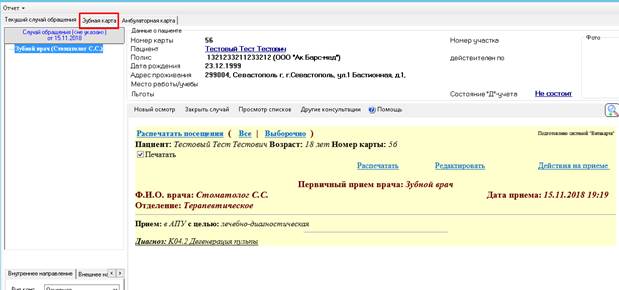 Отчет
Текущий случай обращения Зубная карта Амбулаторная карта
Случай обращения (<не указано>)
от 15.11.2018
Зубной врач (Стоматолог С.С.)
Данные о пациенте
Номер карты 56 Номер участка Фото
Пациент Тестовый Тест Тестович
Полис 1321233211233212 (ООО "Ак Барс-мед") действителен по
Дата рождения 23.12.1999
Адрес проживания 299004, Севастополь г, г.Севастополь, ул.1 Бастионная, д.1,
Место работы/учебы
Льготы Состояние "Д"-учета Не состоит
Новый осмотр Закрыть случай Просмотр списков Другие консультации Помощь
Распечатать посещения ( Все | Выборочно ) Подготовлено системой
Пациент: Тестовый Тест Тестович Возраст: 18 лет Номер карты: 56
Печатать
Распечатать Редактировать Действия на приеме
Первичный прием врача: Зубной врач
Ф.И.О. врача: Стоматолог С.С. Дата приема: 15.11.2018 19:19
Отделение: Терапевтическое
Прием: в АПУ с целью: лечебно-диагностическая
Диагноз: К04.2 Дегенерация пульпы
Внутреннее направление Внешнее на